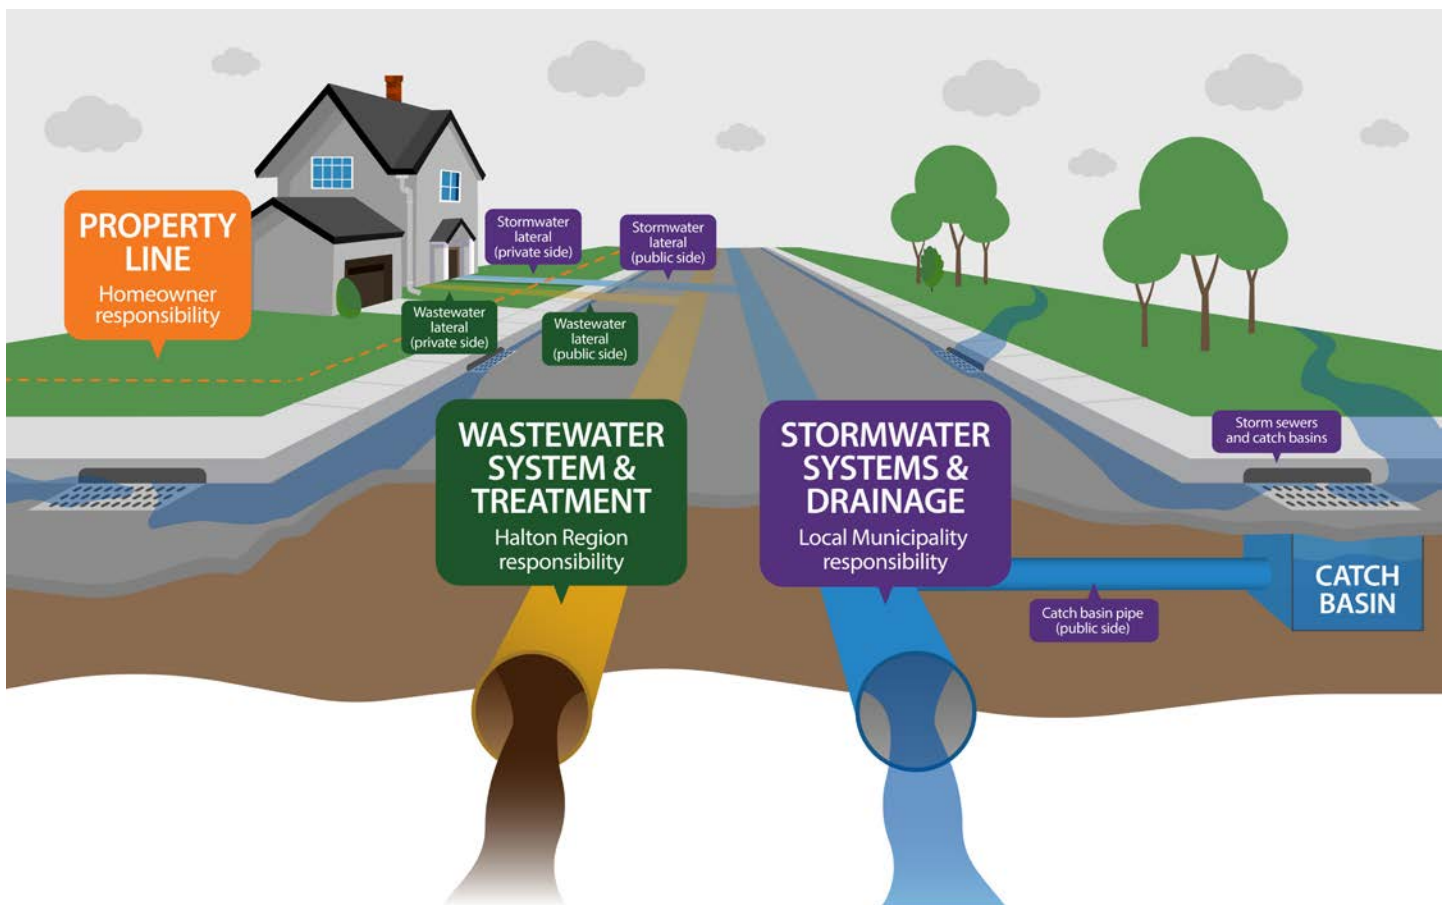 PROPERTY
LINE
Homeowner
responsibility
Stormwater
lateral
(private side)
Stormwater
lateral
(public side)
Wastewater
lateral
(private side)
Wastewater
lateral
(public side)
WASTEWATER
SYSTEM &
TREATMENT
Halton Region
responsibility
STORMWATER
SYSTEMS &
DRAINAGE
Local Municipality
responsibility
Storm sewers
and catch basins
Catch basin pipe
(public side)
CATCH
BASIN